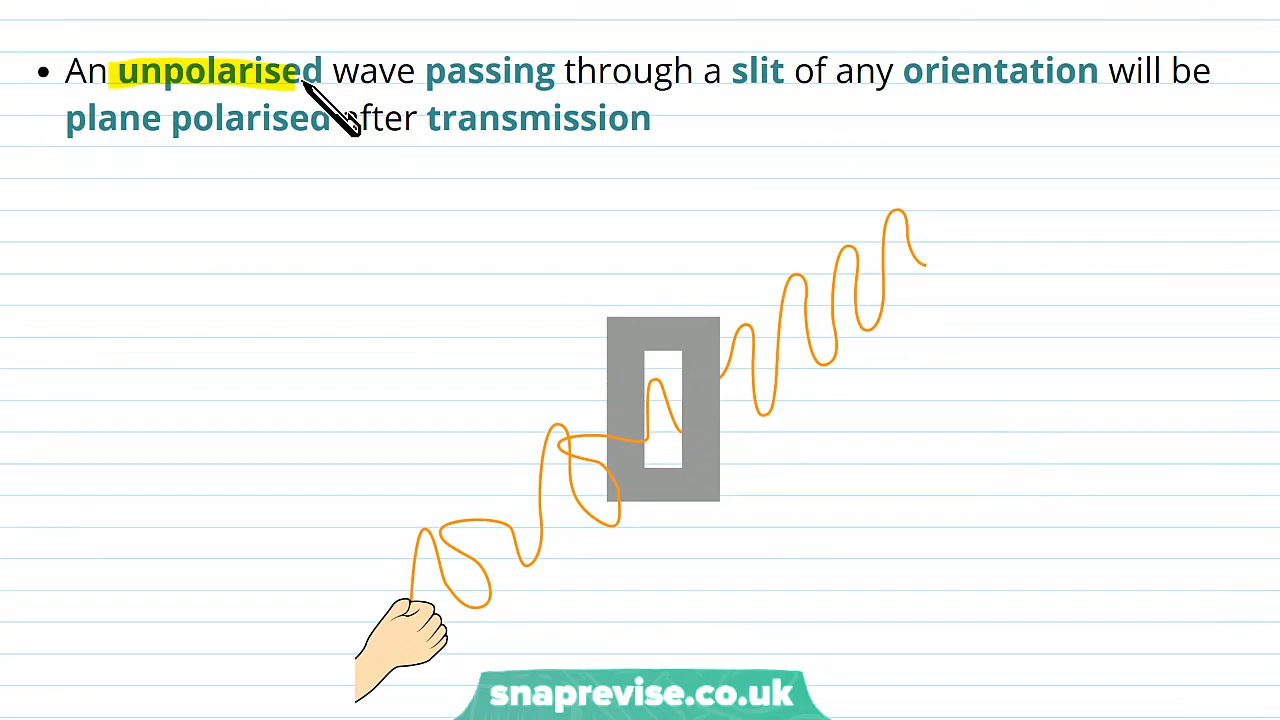 • An unpolarised wave passing through a slit of any orientation will be
plane polarised after transmission
snaprevise.co.uk